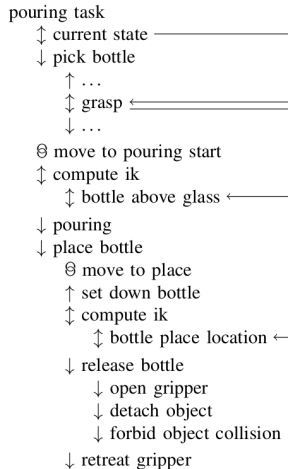 pouring task
↕ current state
↓ pick bottle
↑ …
↕ grasp
↓ …
move to pouring start
↕ compute ik
↕ bottle above glass
↓ pouring
↓ place bottle
move to place
↑ set down bottle
↕ compute ik
↕ bottle place location
↓ release bottle
↓ open gripper
↓ detach object
↓ forbid object collision
↓ retreat gripper